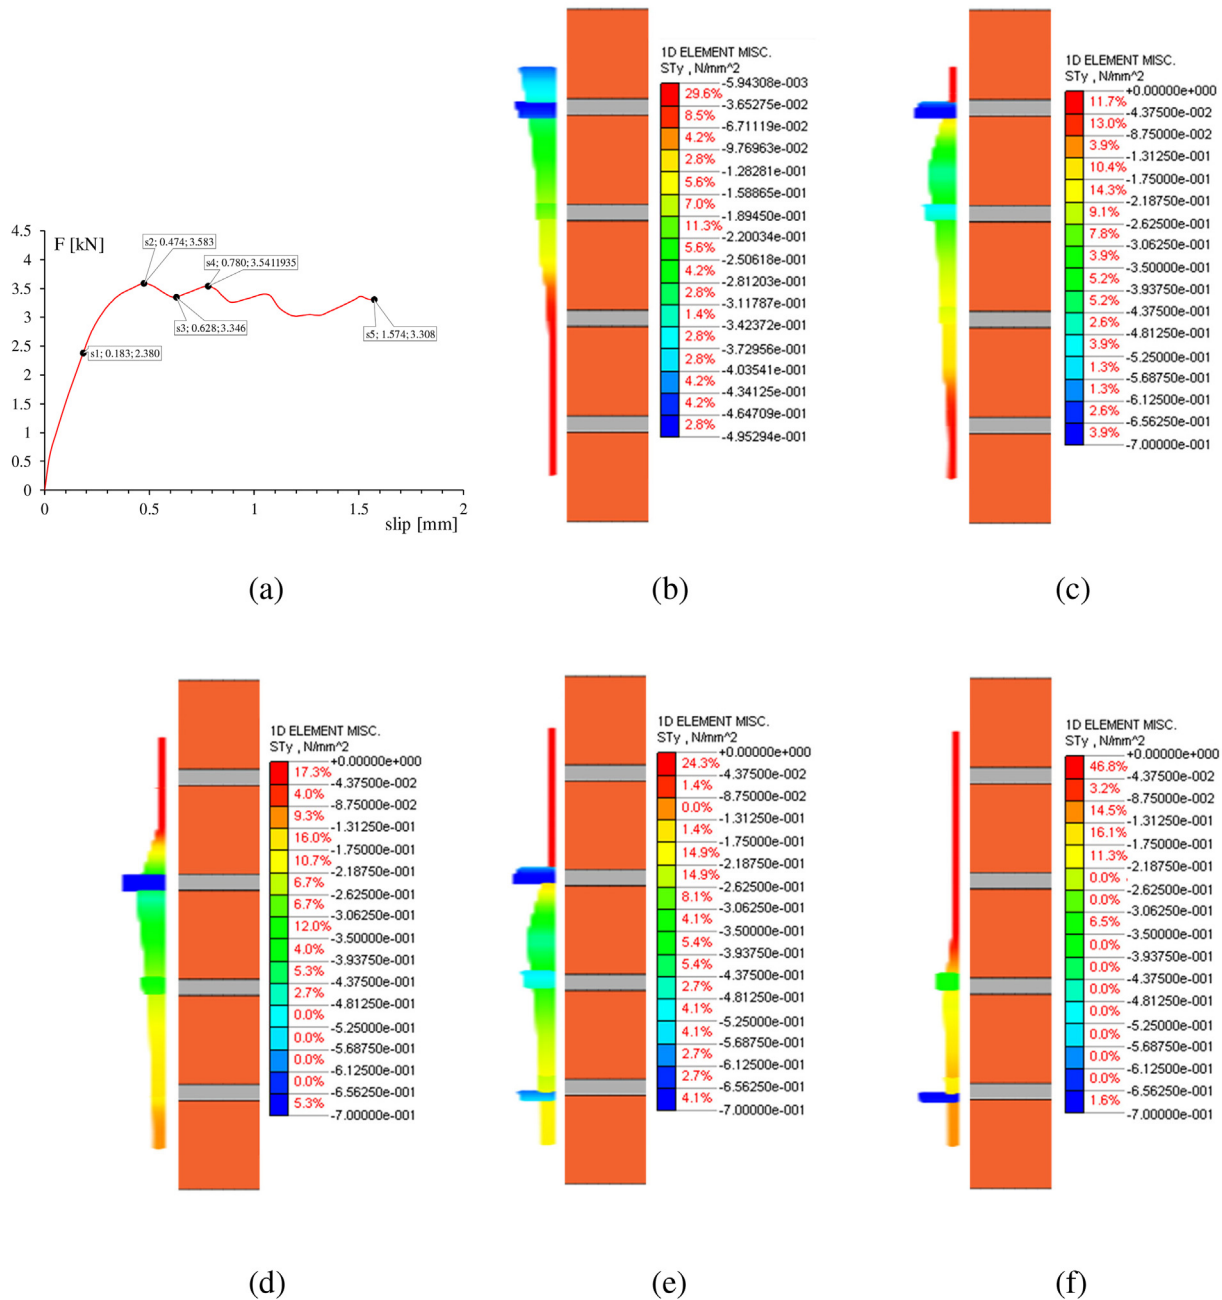 4.5
F [kN]
4
3.5
3
2.5
2
1.5
1
0.5
0
s2; 0.474; 3.583
s4; 0.780; 3.5411935
s3; 0.628; 3.346
s5; 1.574; 3.308
s1; 0.183; 2.380
0
0.5
1
1.5
2
slip [mm]
(a)
1D ELEMENT MISC.
STy , N/mm^2
-5.94308e-003
29.6%
-3.65275e-002
8.5%
-6.71119e-002
4.2%
-9.76963e-002
2.8%
-1.28281e-001
5.6%
-1.58865e-001
7.0%
-1.89450e-001
11.3%
-2.20034e-001
5.6%
-2.50618e-001
4.2%
-2.81203e-001
2.8%
-3.11787e-001
1.4%
-3.42372e-001
2.8%
-3.72956e-001
2.8%
-4.03541e-001
4.2%
-4.34125e-001
4.2%
-4.64709e-001
2.8%
-4.95294e-001
(b)
1D ELEMENT MISC.
STy , N/mm^2
+0.00000e+000
11.7%
-4.37500e-002
13.0%
-8.75000e-002
3.9%
-1.31250e-001
10.4%
-1.75000e-001
14.3%
-2.18750e-001
9.1%
-2.62500e-001
7.8%
-3.06250e-001
3.9%
-3.50000e-001
5.2%
-3.93750e-001
5.2%
-4.37500e-001
2.6%
-4.81250e-001
3.9%
-5.25000e-001
1.3%
-5.68750e-001
1.3%
-6.12500e-001
2.6%
-6.56250e-001
3.9%
-7.00000e-001
(c)
1D ELEMENT MISC.
STy , N/mm^2
+0.00000e+000
17.3%
-4.37500e-002
4.0%
-8.75000e-002
9.3%
-1.31250e-001
16.0%
-1.75000e-001
10.7%
-2.18750e-001
6.7%
-2.62500e-001
6.7%
-3.06250e-001
12.0%
-3.50000e-001
4.0%
-3.93750e-001
5.3%
-4.37500e-001
2.7%
-4.81250e-001
0.0%
-5.25000e-001
0.0%
-5.68750e-001
0.0%
-6.12500e-001
0.0%
-6.56250e-001
5.3%
-7.00000e-001
(d)
1D ELEMENT MISC.
STy , N/mm^2
+0.00000e+000
24.3%
-4.37500e-002
1.4%
-8.75000e-002
0.0%
-1.31250e-001
1.4%
-1.75000e-001
14.9%
-2.18750e-001
14.9%
-2.62500e-001
8.1%
-3.06250e-001
4.1%
-3.50000e-001
5.4%
-3.93750e-001
5.4%
-4.37500e-001
2.7%
-4.81250e-001
4.1%
-5.25000e-001
4.1%
-5.68750e-001
2.7%
-6.12500e-001
2.7%
-6.56250e-001
4.1%
-7.00000e-001
(e)
1D ELEMENT MISC.
STy , N/mm^2
+0.00000e+000
46.8%
-4.37500e-002
3.2%
-8.75000e-002
14.5%
-1.31250e-001
16.1%
-1.75000e-001
11.3%
-2.18750e-001
0.0%
-2.62500e-001
0.0%
-3.06250e-001
6.5%
-3.50000e-001
0.0%
-3.93750e-001
0.0%
-4.37500e-001
0.0%
-4.81250e-001
0.0%
-5.25000e-001
0.0%
-5.68750e-001
0.0%
-6.12500e-001
0.0%
-6.56250e-001
1.6%
-7.00000e-001
(f)